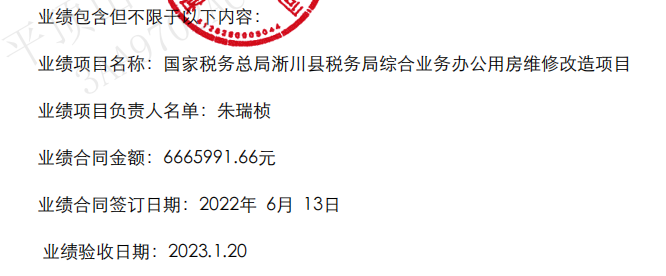 业绩包含但不限于以下内容：
业绩项目名称：国家税务总局淅川县税务局综合业务办公用房维修改造项目
业绩项目负责人名单：朱瑞桢
业绩合同金额：6665991.66元
业绩合同签订日期：2022年 6月 13日
业绩验收日期：2023.1.20